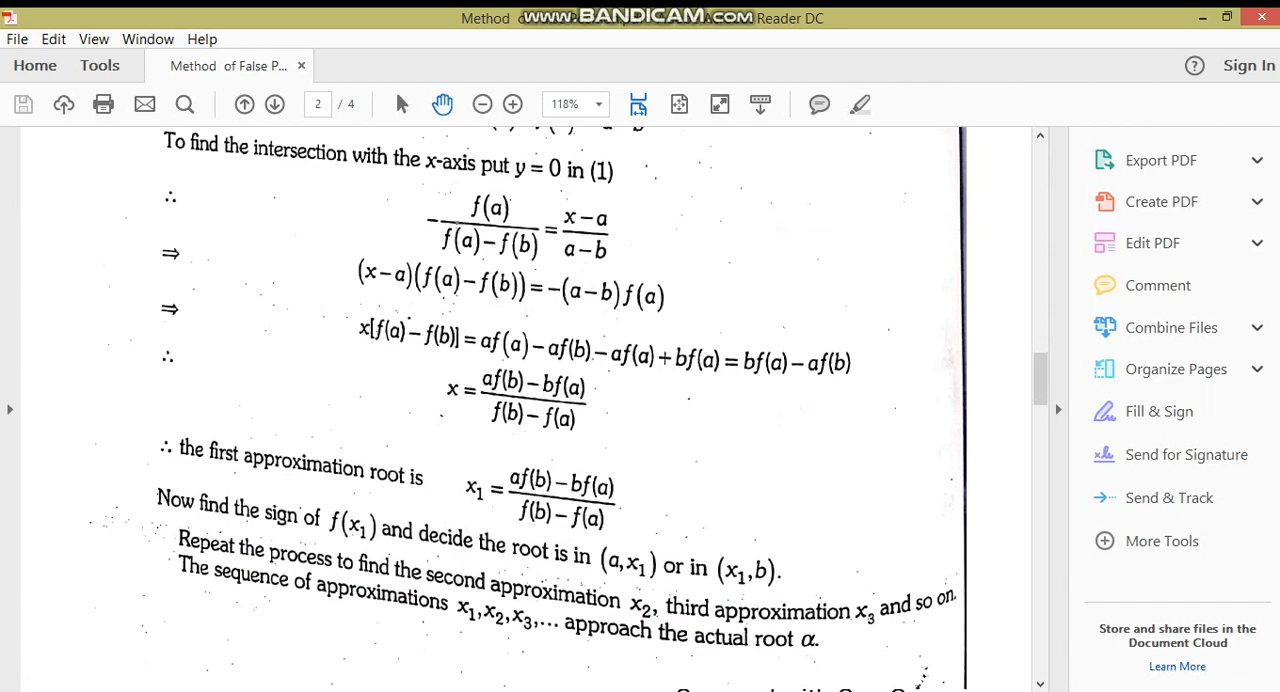 Method o
WWW.BANDICAM.COM
Reader DC
File Edit View Window Help
Home Tools Method of False P... ×
Sign In
2 / 4 118%
To find the intersection with the x-axis put y = 0 in (1)
∴ - f(a) / (f(a) - f(b)) = (x - a) / (a - b)
⇒ (x - a)(f(a) - f(b)) = -(a - b) f(a)
⇒ x[f(a) - f(b)] = af(a) - af(b) - af(a) + bf(a) = bf(a) - af(b)
∴ x = (af(b) - bf(a)) / (f(b) - f(a))
∴ the first approximation root is x₁ = (af(b) - bf(a)) / (f(b) - f(a))
Now find the sign of f(x₁) and decide the root is in (a, x₁) or in (x₁, b).
Repeat the process to find the second approximation x₂, third approximation x₃ and so on.
The sequence of approximations x₁, x₂, x₃, ... approach the actual root α.
Export PDF
Create PDF
Edit PDF
Comment
Combine Files
Organize Pages
Fill & Sign
Send for Signature
Send & Track
More Tools
Store and share files in the
Document Cloud
Learn More